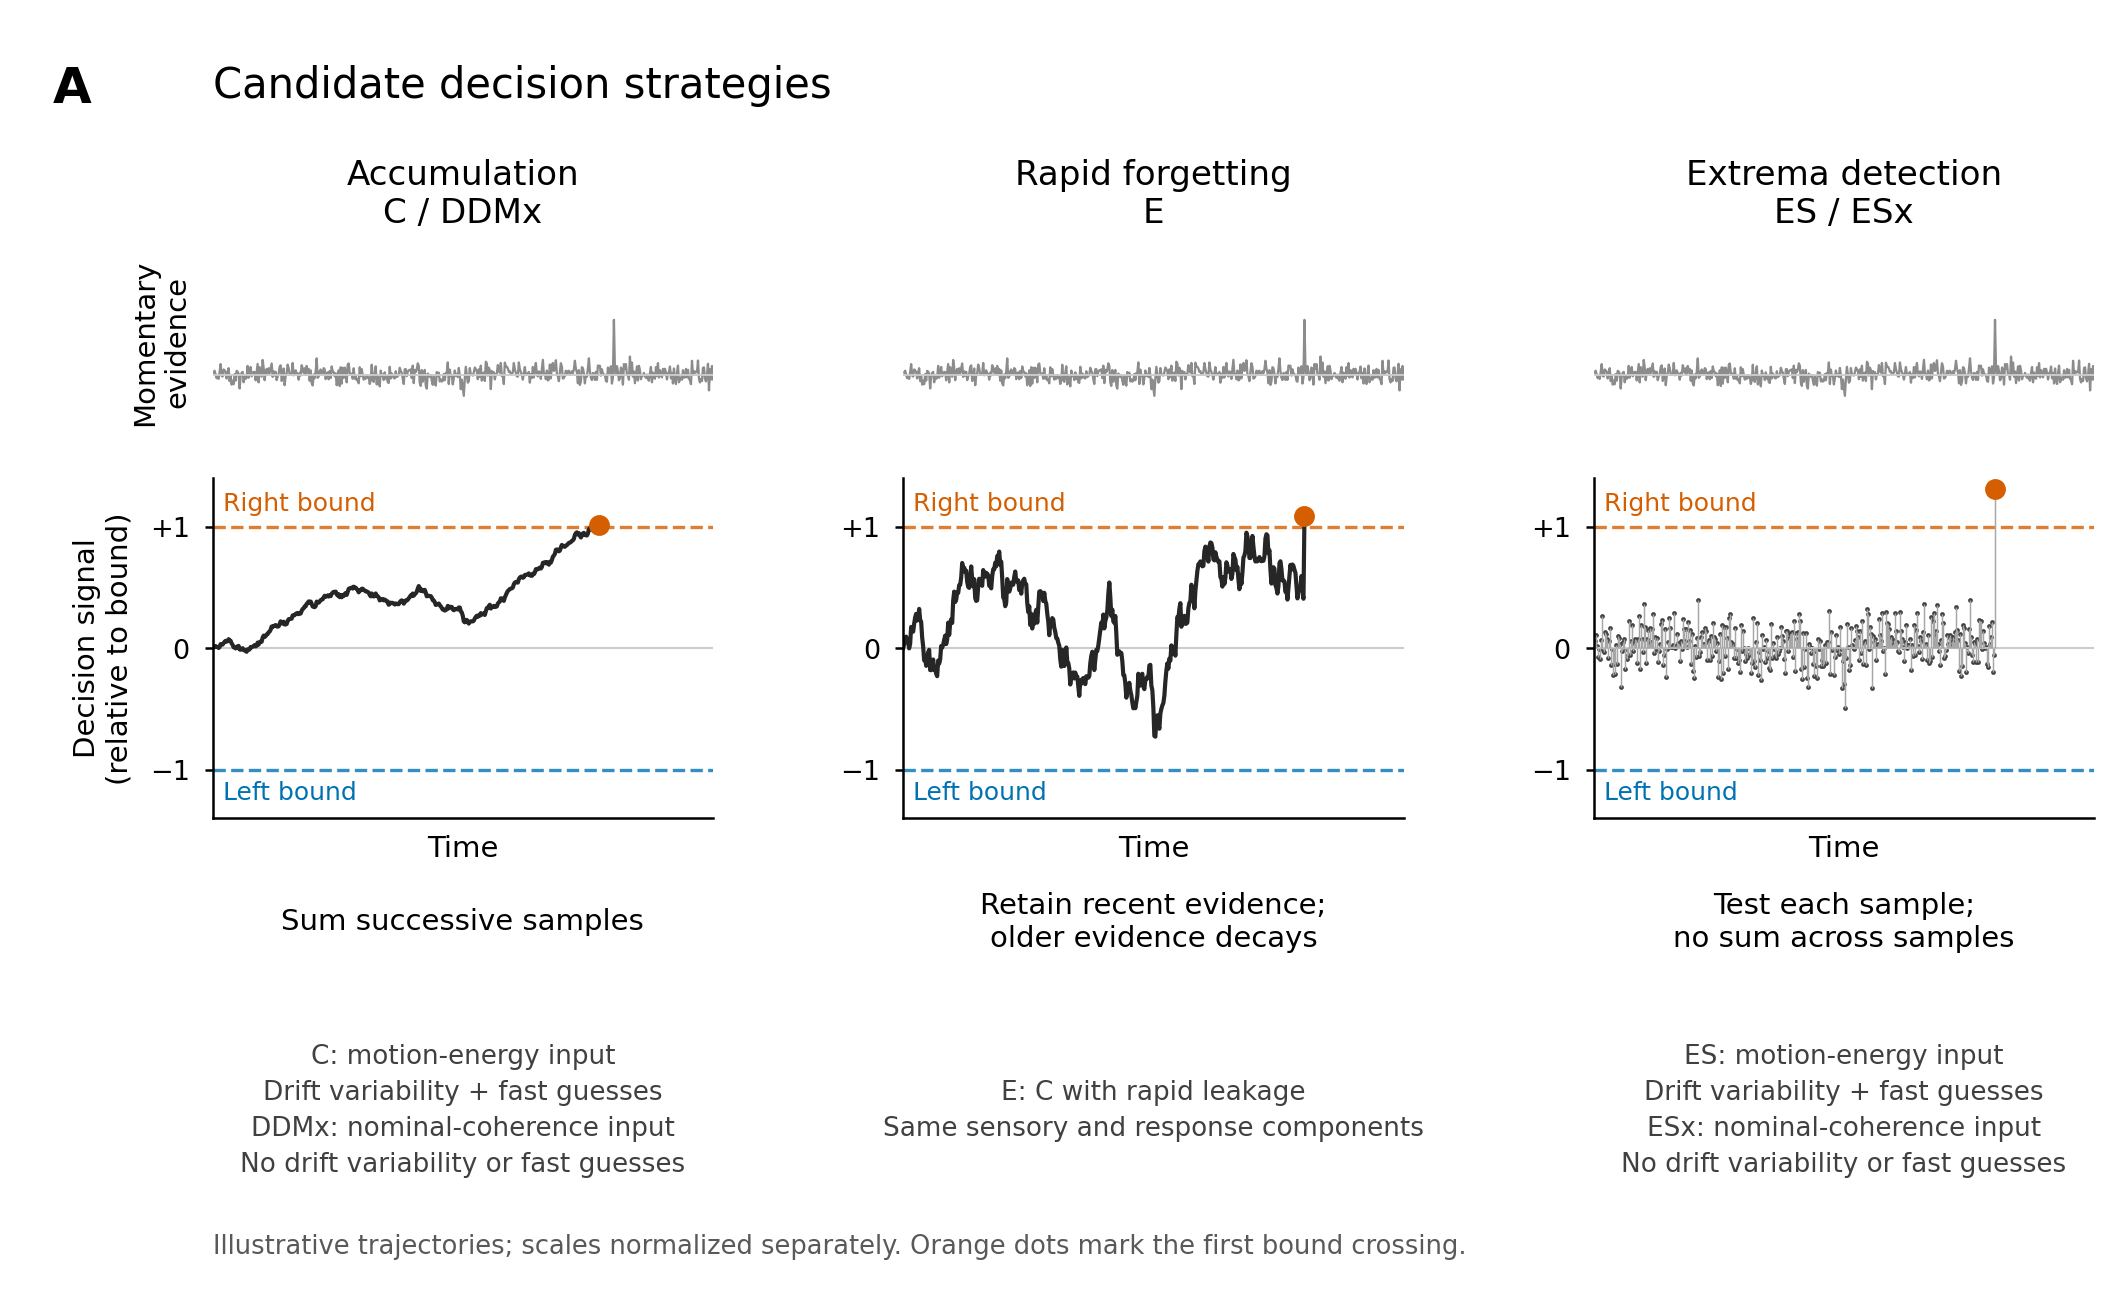 A
Candidate decision strategies
Accumulation
C / DDMx
Rapid forgetting
E
Extrema detection
ES / ESx
Momentary
evidence
Decision signal
(relative to bound)
+1
0
−1
Right bound
Left bound
Time
+1
0
−1
Right bound
Left bound
Time
+1
0
−1
Right bound
Left bound
Time
Sum successive samples
Retain recent evidence;
older evidence decays
Test each sample;
no sum across samples
C: motion-energy input
Drift variability + fast guesses
DDMx: nominal-coherence input
No drift variability or fast guesses
E: C with rapid leakage
Same sensory and response components
ES: motion-energy input
Drift variability + fast guesses
ESx: nominal-coherence input
No drift variability or fast guesses
Illustrative trajectories; scales normalized separately. Orange dots mark the first bound crossing.